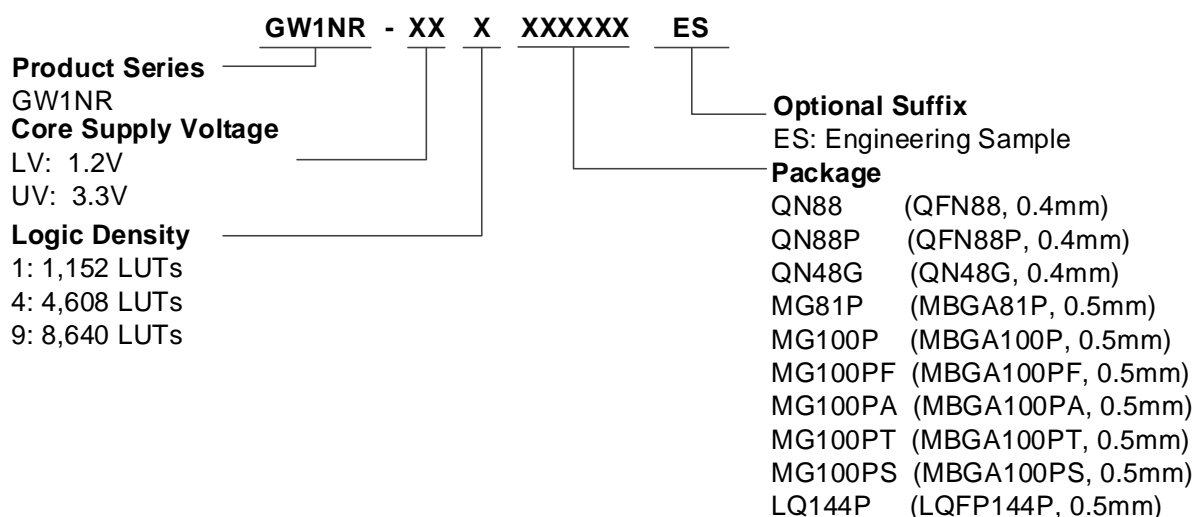 GW1NR - XX X XXXXXX ES
Product Series
GW1NR
Core Supply Voltage
LV: 1.2V
UV: 3.3V
Logic Density
1: 1,152 LUTs
4: 4,608 LUTs
9: 8,640 LUTs
Optional Suffix
ES: Engineering Sample
Package
QN88 (QFN88, 0.4mm)
QN88P (QFN88P, 0.4mm)
QN48G (QN48G, 0.4mm)
MG81P (MBGA81P, 0.5mm)
MG100P (MBGA100P, 0.5mm)
MG100PF (MBGA100PF, 0.5mm)
MG100PA (MBGA100PA, 0.5mm)
MG100PT (MBGA100PT, 0.5mm)
MG100PS (MBGA100PS, 0.5mm)
LQ144P (LQFP144P, 0.5mm)